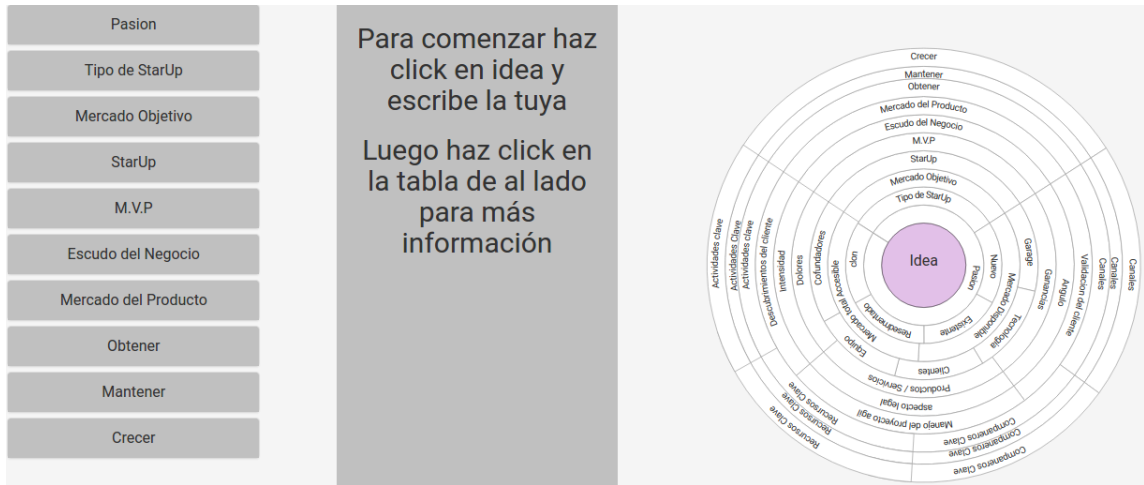 Pasion
Tipo de StarUp
Mercado Objetivo
StarUp
M.V.P
Escudo del Negocio
Mercado del Producto
Obtener
Mantener
Crecer
Para comenzar haz
click en idea y
escribe la tuya
Luego haz click en
la tabla de al lado
para más
información
Crecer
Mantener
Obtener
Mercado del Producto
Escudo del Negocio
M.V.P
StarUp
Mercado Objetivo
Tipo de StarUp
Idea
Pasion
Nuevo
Existente
Resedmentado
clon
Mercado Disponible
Mercado total Accesible
Garage
Tecnología
Clientes
Equipo
Cofundadores
Ganancias
Productos / Servicios
Dolores
Angulo
aspecto legal
Intensidad
Validacion del cliente
Manejo del proyecto agil
Descubrimientos del cliente
Canales
Companeros Clave
Recursos Clave
Actividades clave
Canales
Companeros Clave
Recursos Clave
Actividades Clave
Canales
Companeros Clave
Recursos Clave
Actividades clave